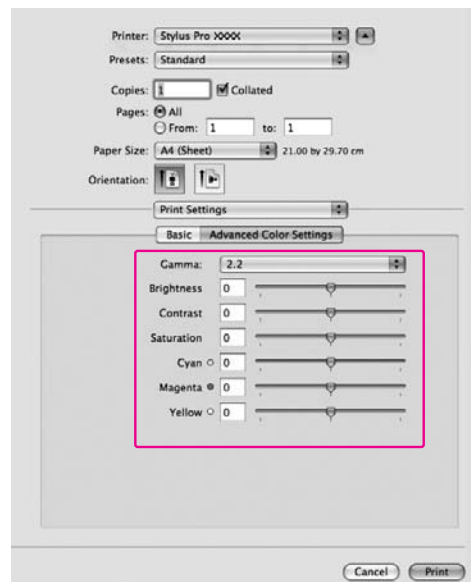 Printer: Stylus Pro XXXX
Presets: Standard
Copies: 1 Collated
Pages: All
From: 1 to: 1
Paper Size: A4 (Sheet) 21.00 by 29.70 cm
Orientation:
Print Settings
Basic Advanced Color Settings
Gamma: 2.2
Brightness 0
Contrast 0
Saturation 0
Cyan 0
Magenta 0
Yellow 0
Cancel Print